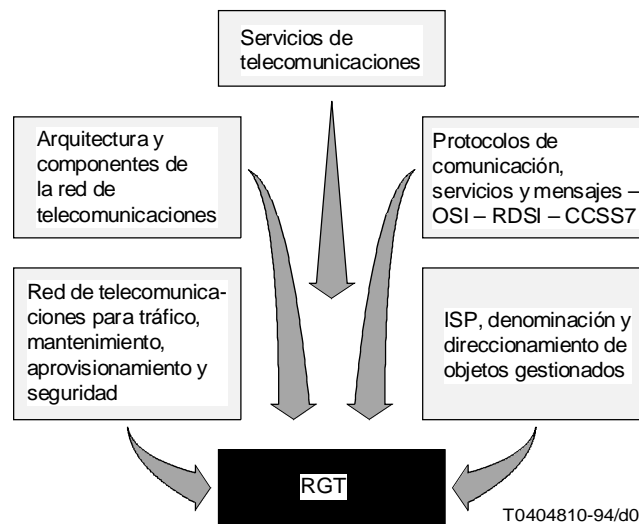 Servicios de
telecomunicaciones
Arquitectura y
componentes de
la red de
telecomunicaciones
Protocolos de
comunicación,
servicios y mensajes –
OSI – RDSI – CCSS7
Red de telecomunica-
ciones para tráfico,
mantenimiento,
aprovisionamiento y
seguridad
ISP, denominación y
direccionamiento de
objetos gestionados
RGT
T0404810-94/d0